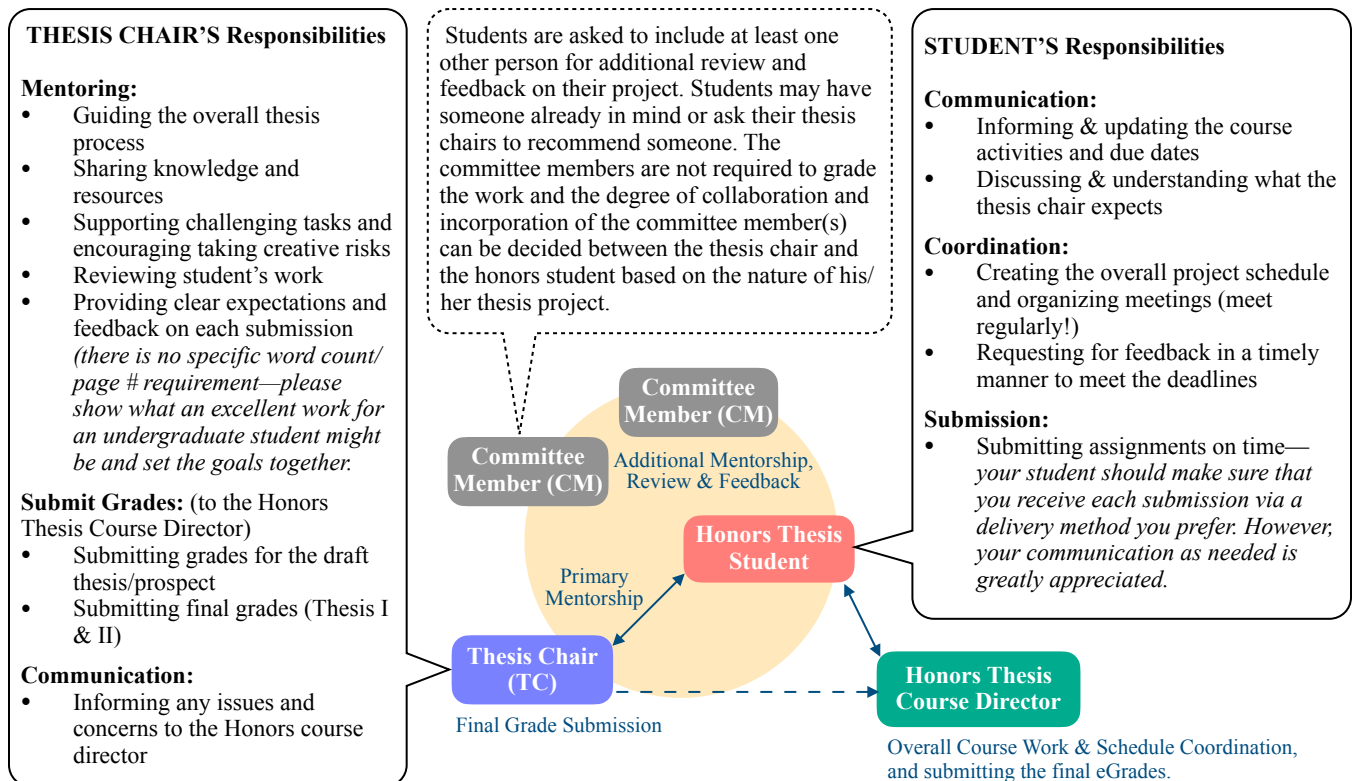 THESIS CHAIR'S Responsibilities
Mentoring:
• Guiding the overall thesis
process
• Sharing knowledge and
resources
• Supporting challenging tasks and
encouraging taking creative risks
• Reviewing student's work
• Providing clear expectations and
feedback on each submission
(there is no specific word count/
page # requirement—please
show what an excellent work for
an undergraduate student might
be and set the goals together.
Submit Grades: (to the Honors
Thesis Course Director)
• Submitting grades for the draft
thesis/prospect
• Submitting final grades (Thesis I
& II)
Communication:
• Informing any issues and
concerns to the Honors course
director
Students are asked to include at least one
other person for additional review and
feedback on their project. Students may have
someone already in mind or ask their thesis
chairs to recommend someone. The
committee members are not required to grade
the work and the degree of collaboration and
incorporation of the committee member(s)
can be decided between the thesis chair and
the honors student based on the nature of his/
her thesis project.
Committee
Member (CM)
Committee
Member (CM)
Additional Mentorship,
Review & Feedback
Honors Thesis
Student
Primary
Mentorship
Thesis Chair
(TC)
Final Grade Submission
Honors Thesis
Course Director
Overall Course Work & Schedule Coordination,
and submitting the final eGrades.
STUDENT'S Responsibilities
Communication:
• Informing & updating the course
activities and due dates
• Discussing & understanding what the
thesis chair expects
Coordination:
• Creating the overall project schedule
and organizing meetings (meet
regularly!)
• Requesting for feedback in a timely
manner to meet the deadlines
Submission:
• Submitting assignments on time—
your student should make sure that
you receive each submission via a
delivery method you prefer. However,
your communication as needed is
greatly appreciated.